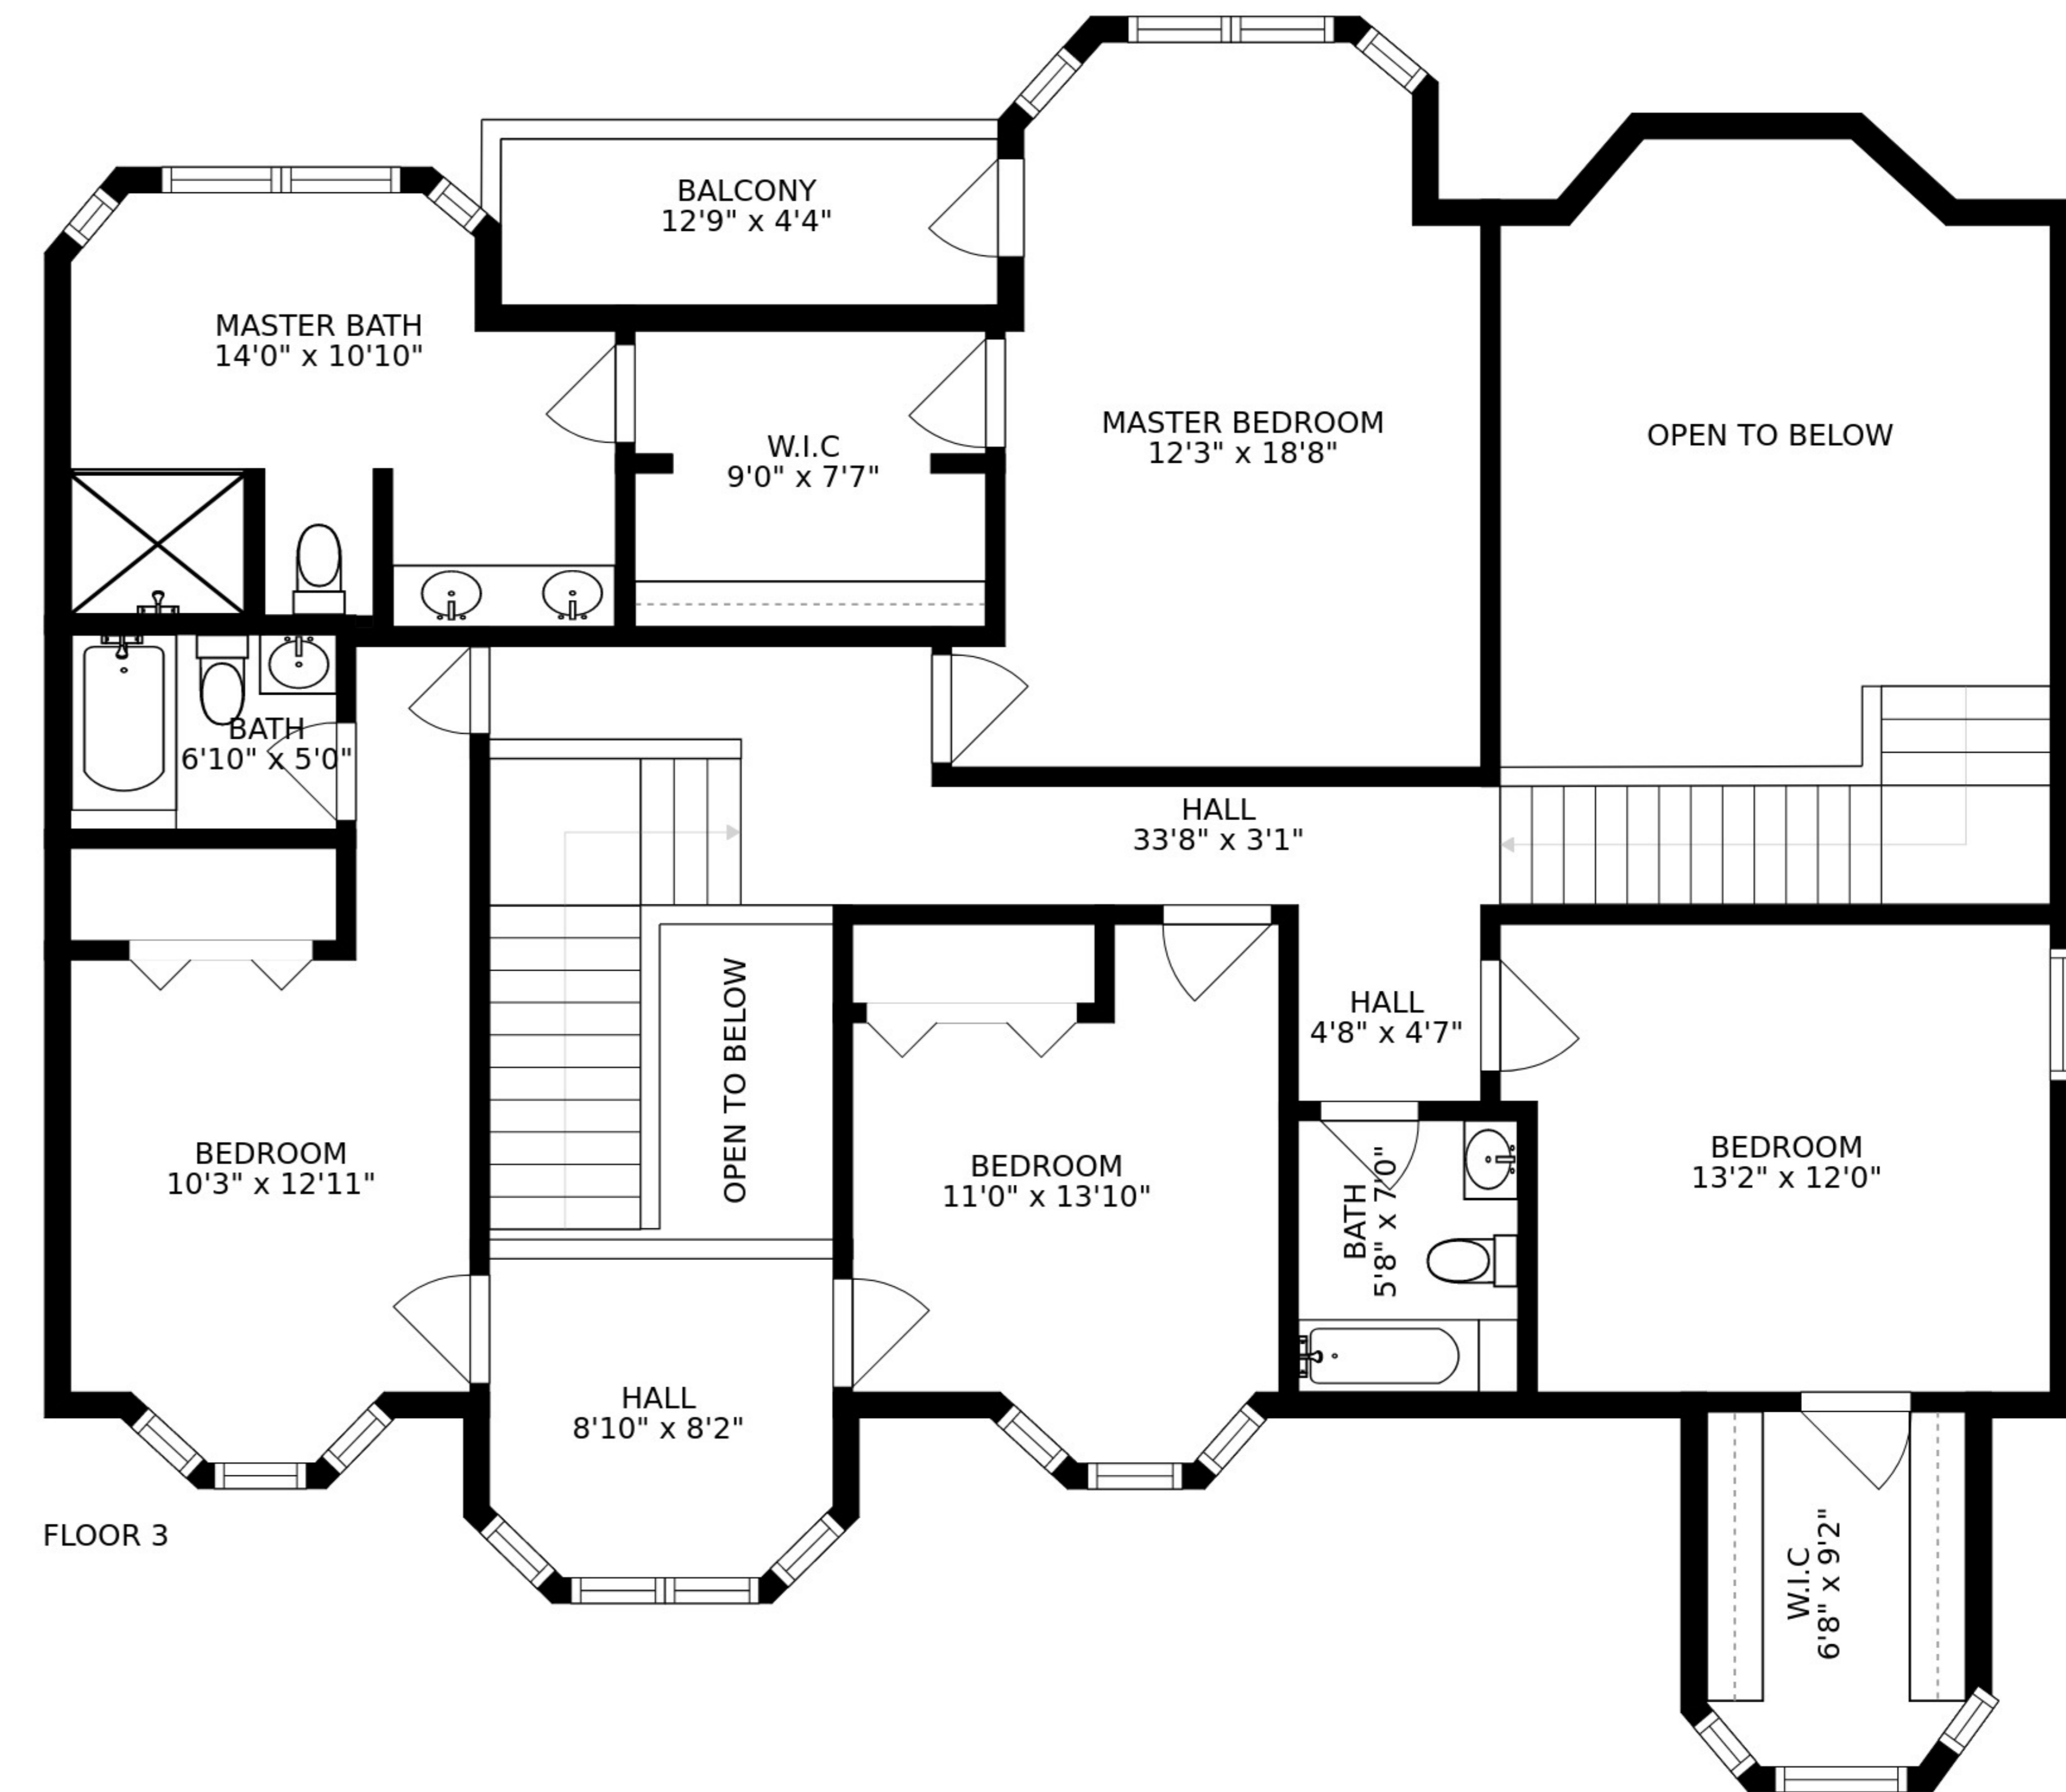 BALCONY
12'9" x 4'4"
MASTER BATH
14'0" x 10'10"
MASTER BEDROOM
12'3" x 18'8"
OPEN TO BELOW
W.I.C
9'0" x 7'7"
BATH
6'10" x 5'0"
HALL
33'8" x 3'1"
HALL
4'8" x 4'7"
OPEN TO BELOW
BEDROOM
10'3" x 12'11"
BEDROOM
11'0" x 13'10"
BATH
5'8" x 7'0"
BEDROOM
13'2" x 12'0"
HALL
8'10" x 8'2"
FLOOR 3
W.I.C
6'8" x 9'2"